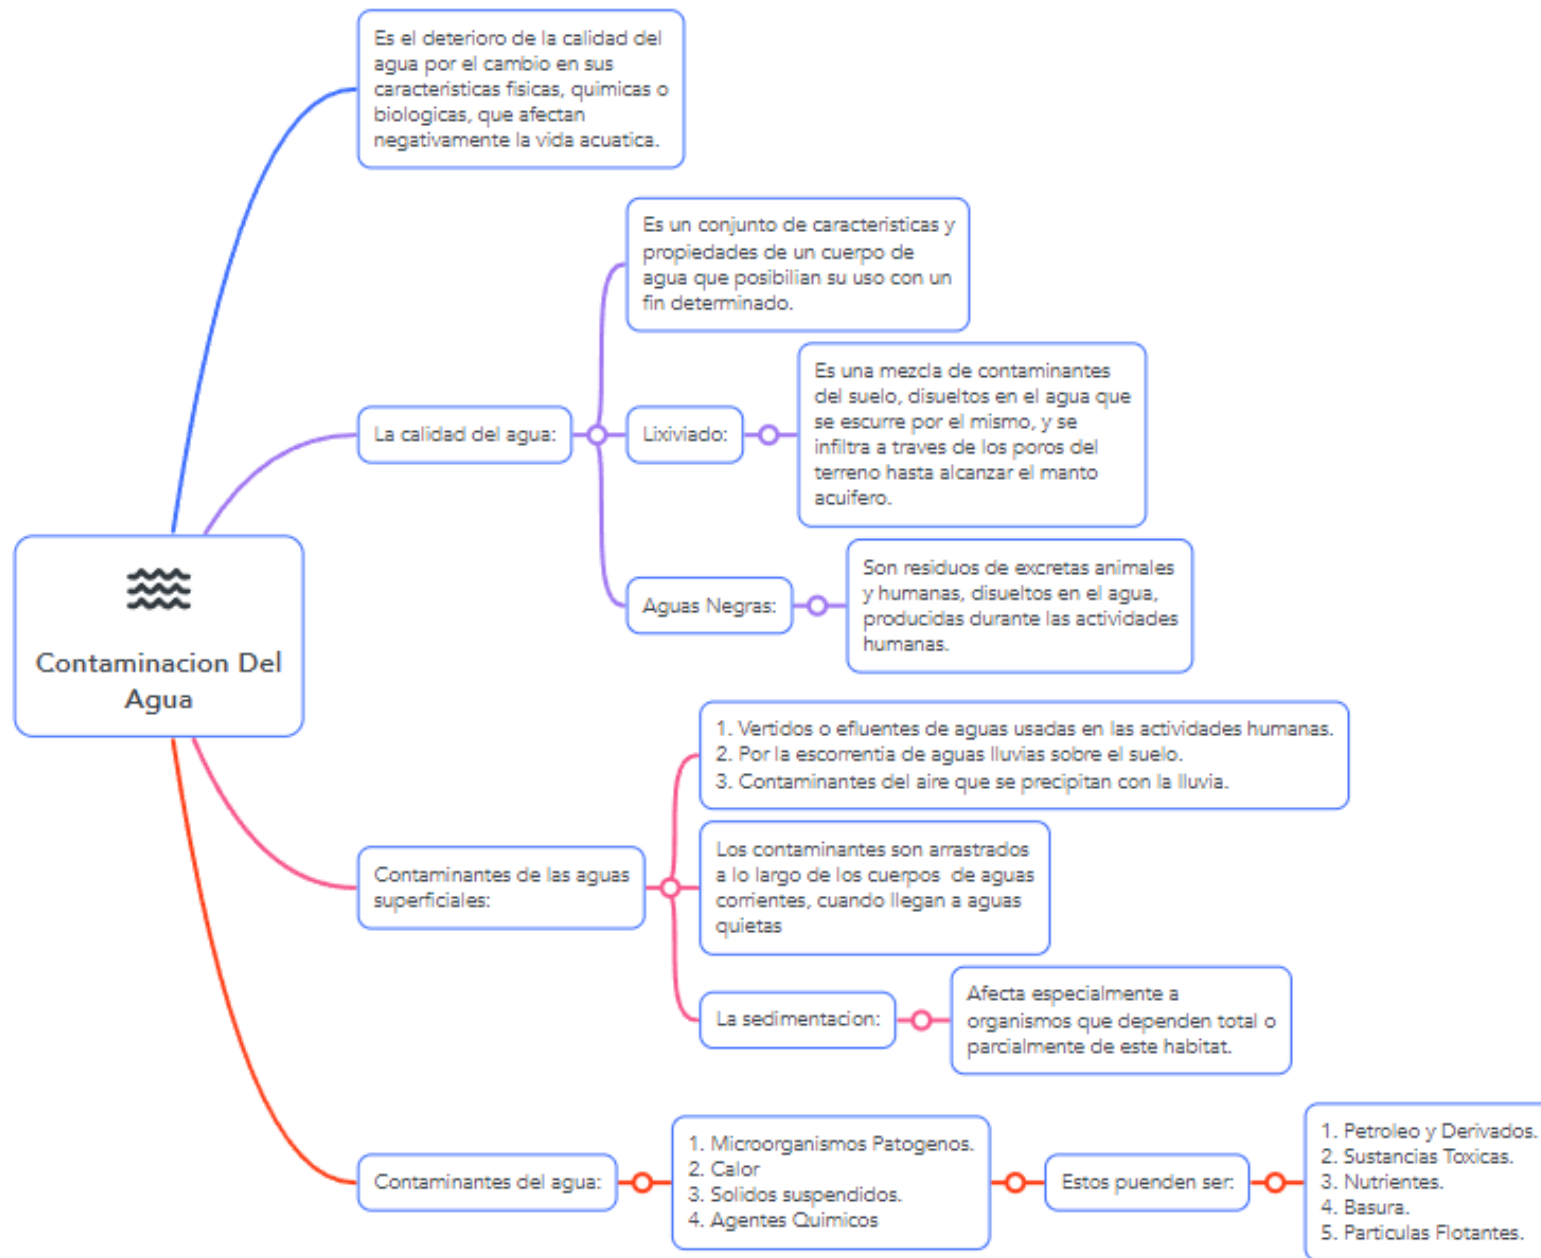 Es el deterioro de la calidad del
agua por el cambio en sus
caracteristicas fisicas, quimicas o
biologicas, que afectan
negativamente la vida acuatica.
Es un conjunto de caracteristicas y
propiedades de un cuerpo de
agua que posibilian su uso con un
fin determinado.
La calidad del agua:
Lixiviado:
Es una mezcla de contaminantes
del suelo, disueltos en el agua que
se escurre por el mismo, y se
infiltra a traves de los poros del
terreno hasta alcanzar el manto
acuifero.
Aguas Negras:
Son residuos de excretas animales
y humanas, disueltos en el agua,
producidas durante las actividades
humanas.
Contaminacion Del
Agua
1. Vertidos o efluentes de aguas usadas en las actividades humanas.
2. Por la escorrentia de aguas lluvias sobre el suelo.
3. Contaminantes del aire que se precipitan con la lluvia.
Contaminantes de las aguas
superficiales:
Los contaminantes son arrastrados
a lo largo de los cuerpos  de aguas
corrientes, cuando llegan a aguas
quietas
La sedimentacion:
Afecta especialmente a
organismos que dependen total o
parcialmente de este habitat.
Contaminantes del agua:
1. Microorganismos Patogenos.
2. Calor
3. Solidos suspendidos.
4. Agentes Quimicos
Estos puenden ser:
1. Petroleo y Derivados.
2. Sustancias Toxicas.
3. Nutrientes.
4. Basura.
5. Particulas Flotantes.